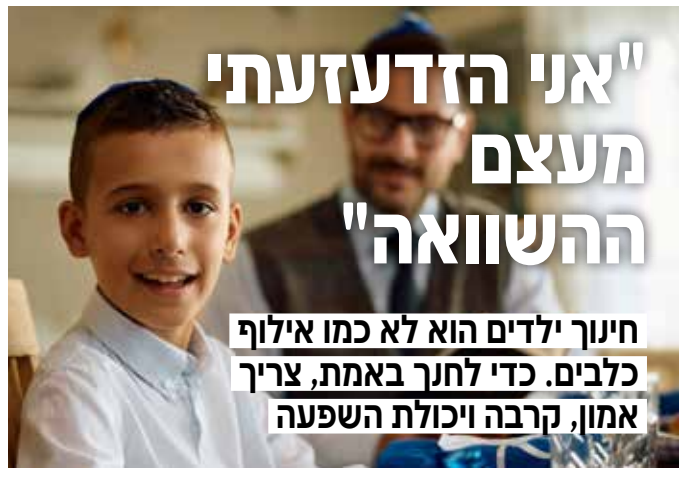 "אני הזדעזעתי
מעצם
ההשוואה"
חינוך ילדים הוא לא כמו אילוף
כלבים. כדי לחנך באמת, צריך
אמון, קרבה ויכולת השפעה